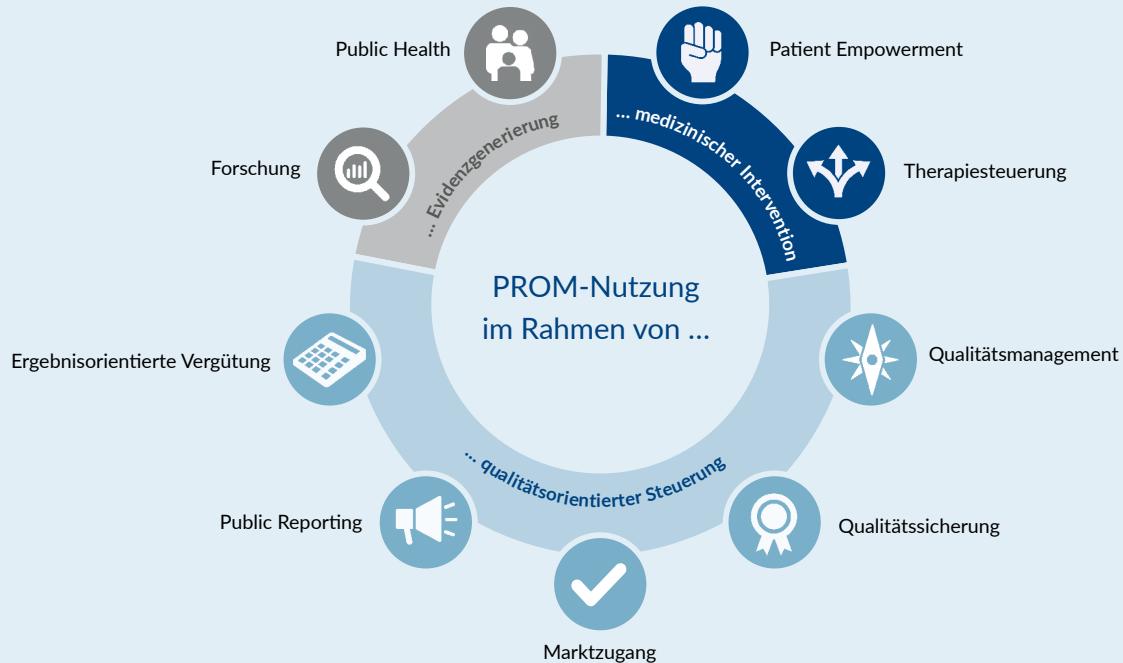 Public Health
Patient Empowerment
... Evidenzgenerierung
... medizinischer Intervention
Forschung
Therapiesteuerung
PROM-Nutzung
im Rahmen von ...
Ergebnisorientierte Vergütung
Qualitätsmanagement
... qualitätsorientierter Steuerung
Public Reporting
Qualitätssicherung
Marktzugang